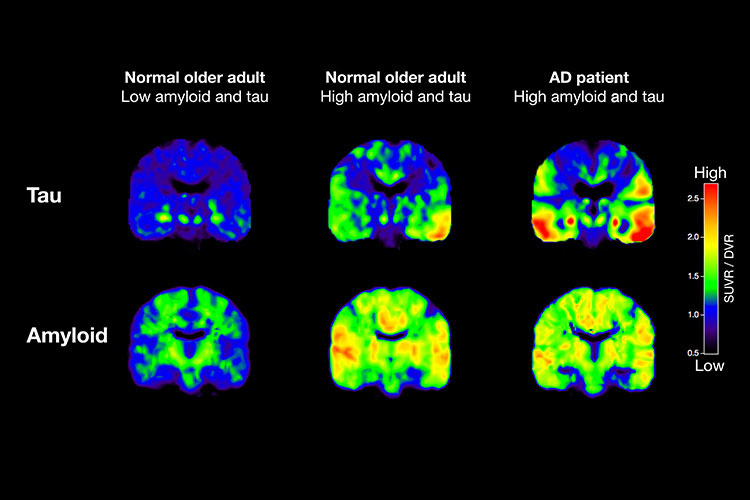 Normal older adult
Low amyloid and tau
Normal older adult
High amyloid and tau
AD patient
High amyloid and tau
Tau
Amyloid
High
2.5
2.0
1.5
1.0
0.5
Low
SUVR / DVR